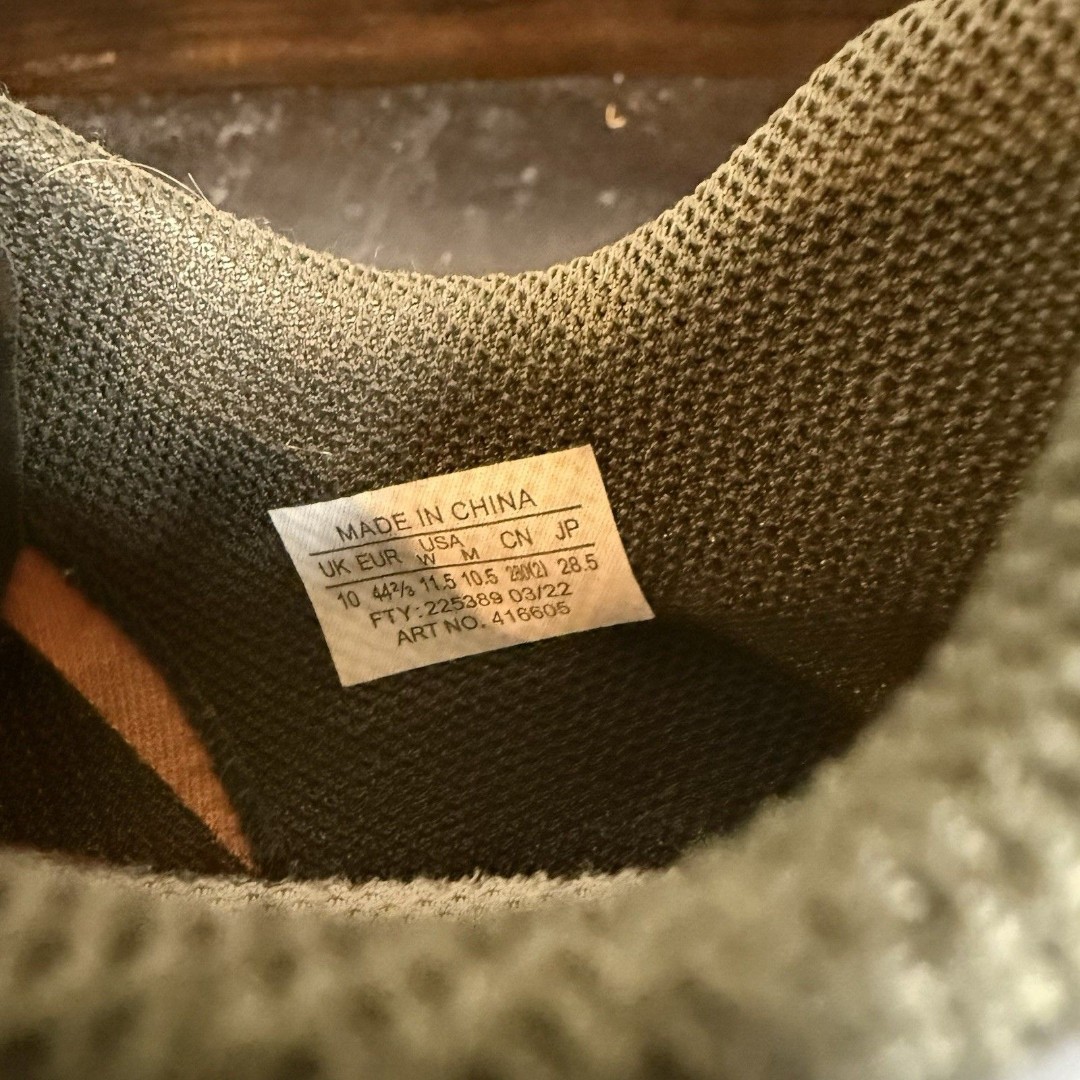 MADE IN CHINA
UK EUR USA W M CN JP
10 44⅔ 11.5 10.5 280(2) 28.5
FTY: 225389 03/22
ART NO. 416605